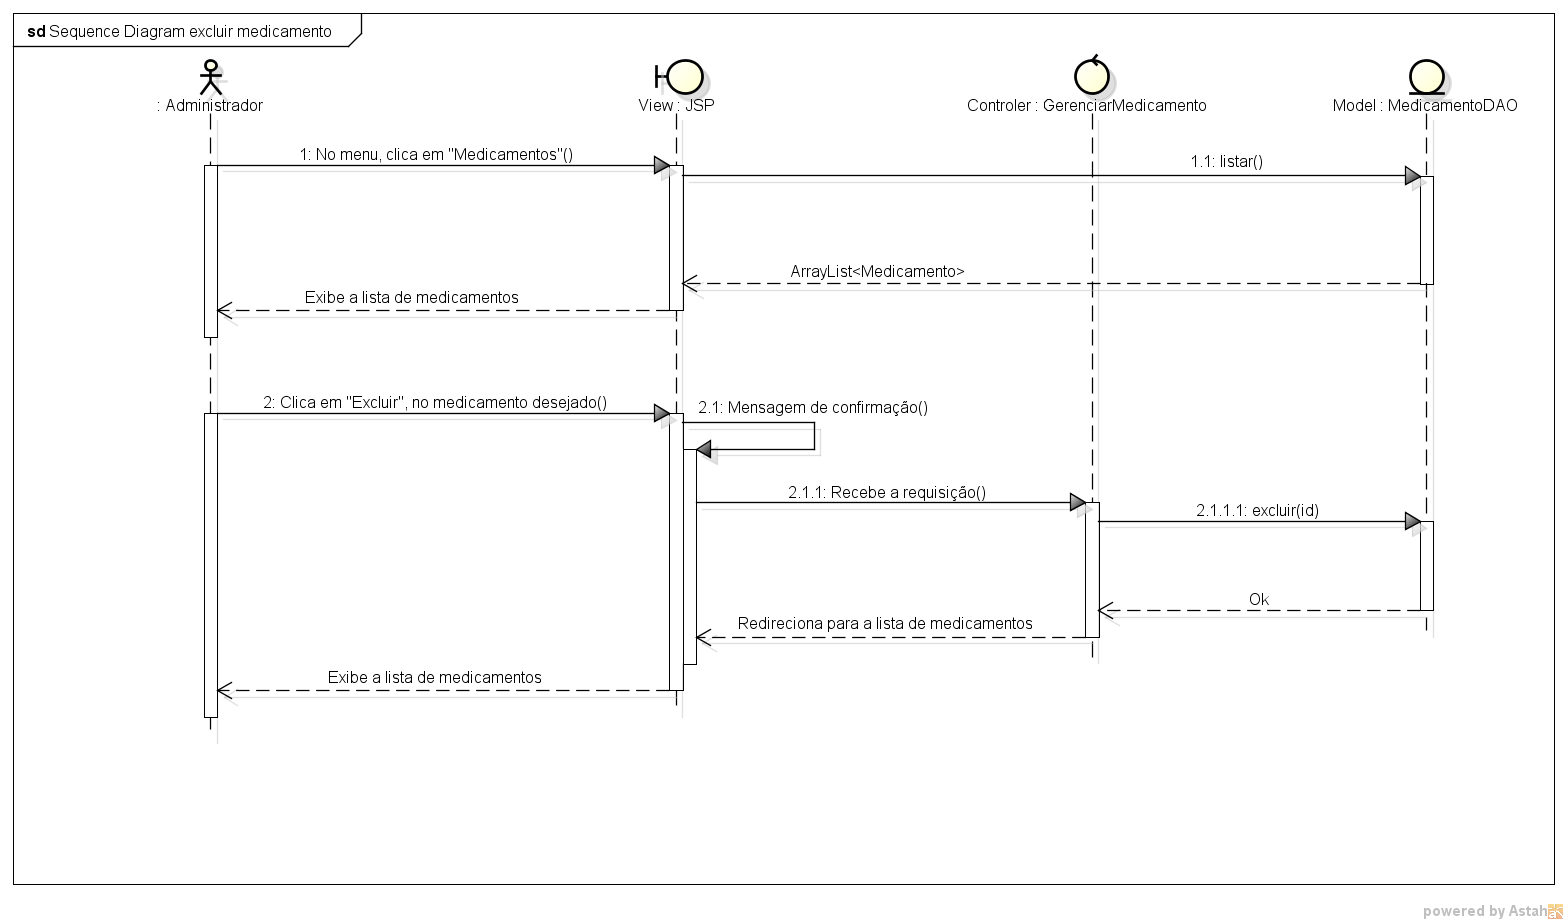 sd Sequence Diagram excluir medicamento
: Administrador
View : JSP
Controler : GerenciarMedicamento
Model : MedicamentoDAO
1: No menu, clica em "Medicamentos"()
1.1: listar()
ArrayList<Medicamento>
Exibe a lista de medicamentos
2: Clica em "Excluir", no medicamento desejado()
2.1: Mensagem de confirmação()
2.1.1: Recebe a requisição()
2.1.1.1: excluir(id)
Ok
Redireciona para a lista de medicamentos
Exibe a lista de medicamentos
powered by Astah